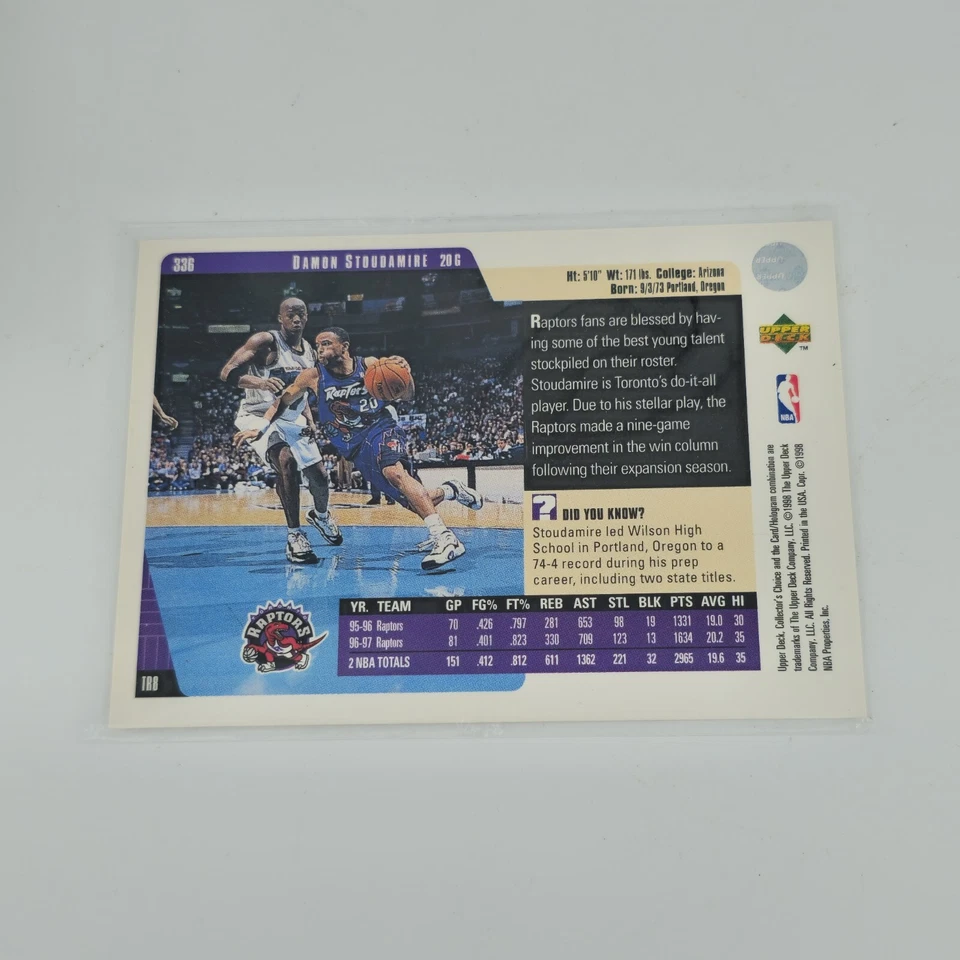 336
DAMON STOUDAMIRE 20 G
Ht: 5'10" Wt: 171 lbs. College: Arizona
Born: 9/3/73 Portland, Oregon
Raptors fans are blessed by hav-
ing some of the best young talent
stockpiled on their roster.
Stoudamire is Toronto's do-it-all
player. Due to his stellar play, the
Raptors made a nine-game
improvement in the win column
following their expansion season.
? DID YOU KNOW?
Stoudamire led Wilson High
School in Portland, Oregon to a
74-4 record during his prep
career, including two state titles.
YR. TEAM GP FG% FT% REB AST STL BLK PTS AVG HI
95-96 Raptors 70 .426 .797 281 653 98 19 1331 19.0 30
96-97 Raptors 81 .401 .823 330 709 123 13 1634 20.2 35
2 NBA TOTALS 151 .412 .812 611 1362 221 32 2965 19.6 35
RAPTORS
TR8
Raptors
20
UPPER
DECK
TM
NBA
Upper Deck, Collector's Choice and the Card/Hologram combination are
trademarks of The Upper Deck Company, LLC. ©1998 The Upper Deck
Company, LLC. All Rights Reserved. Printed in the USA. Copr. ©1998
NBA Properties, Inc.